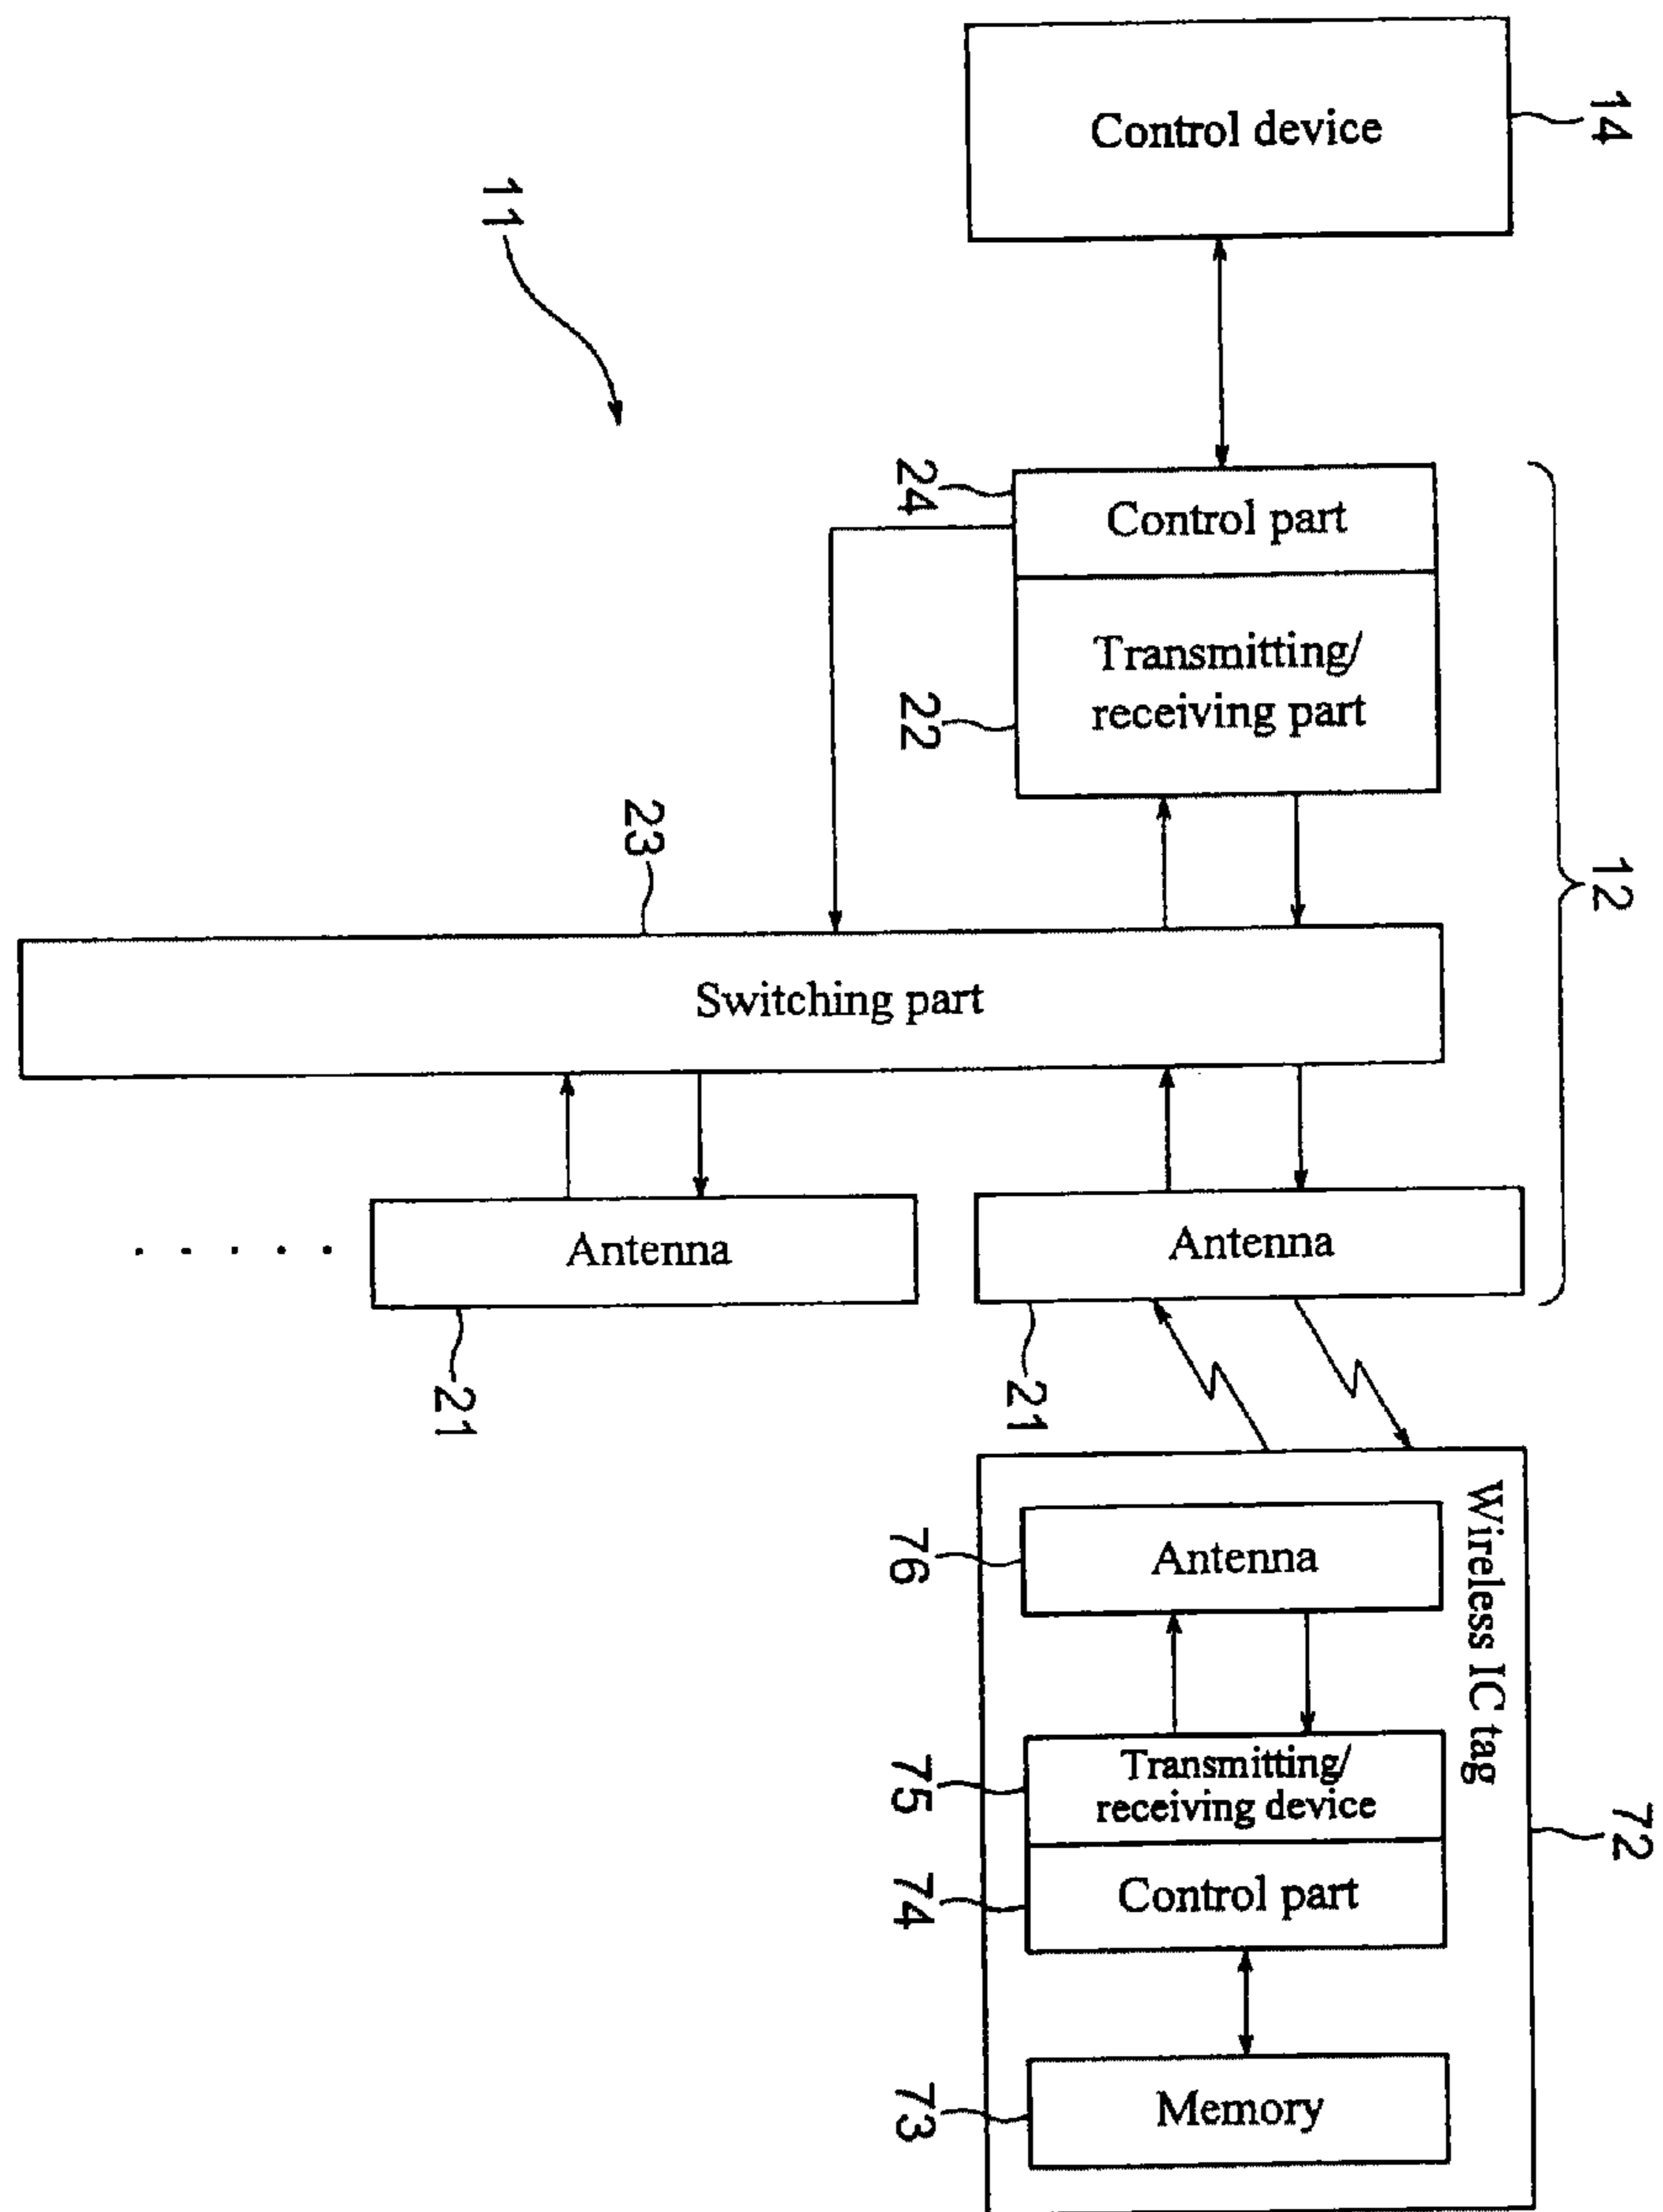 Control device
14
11
24
Control part
Transmitting/
receiving part
22
12
23
Switching part
Antenna
21
Antenna
21
Wireless IC tag
72
Antenna
76
Transmitting/
receiving device
75
Control part
74
Memory
73